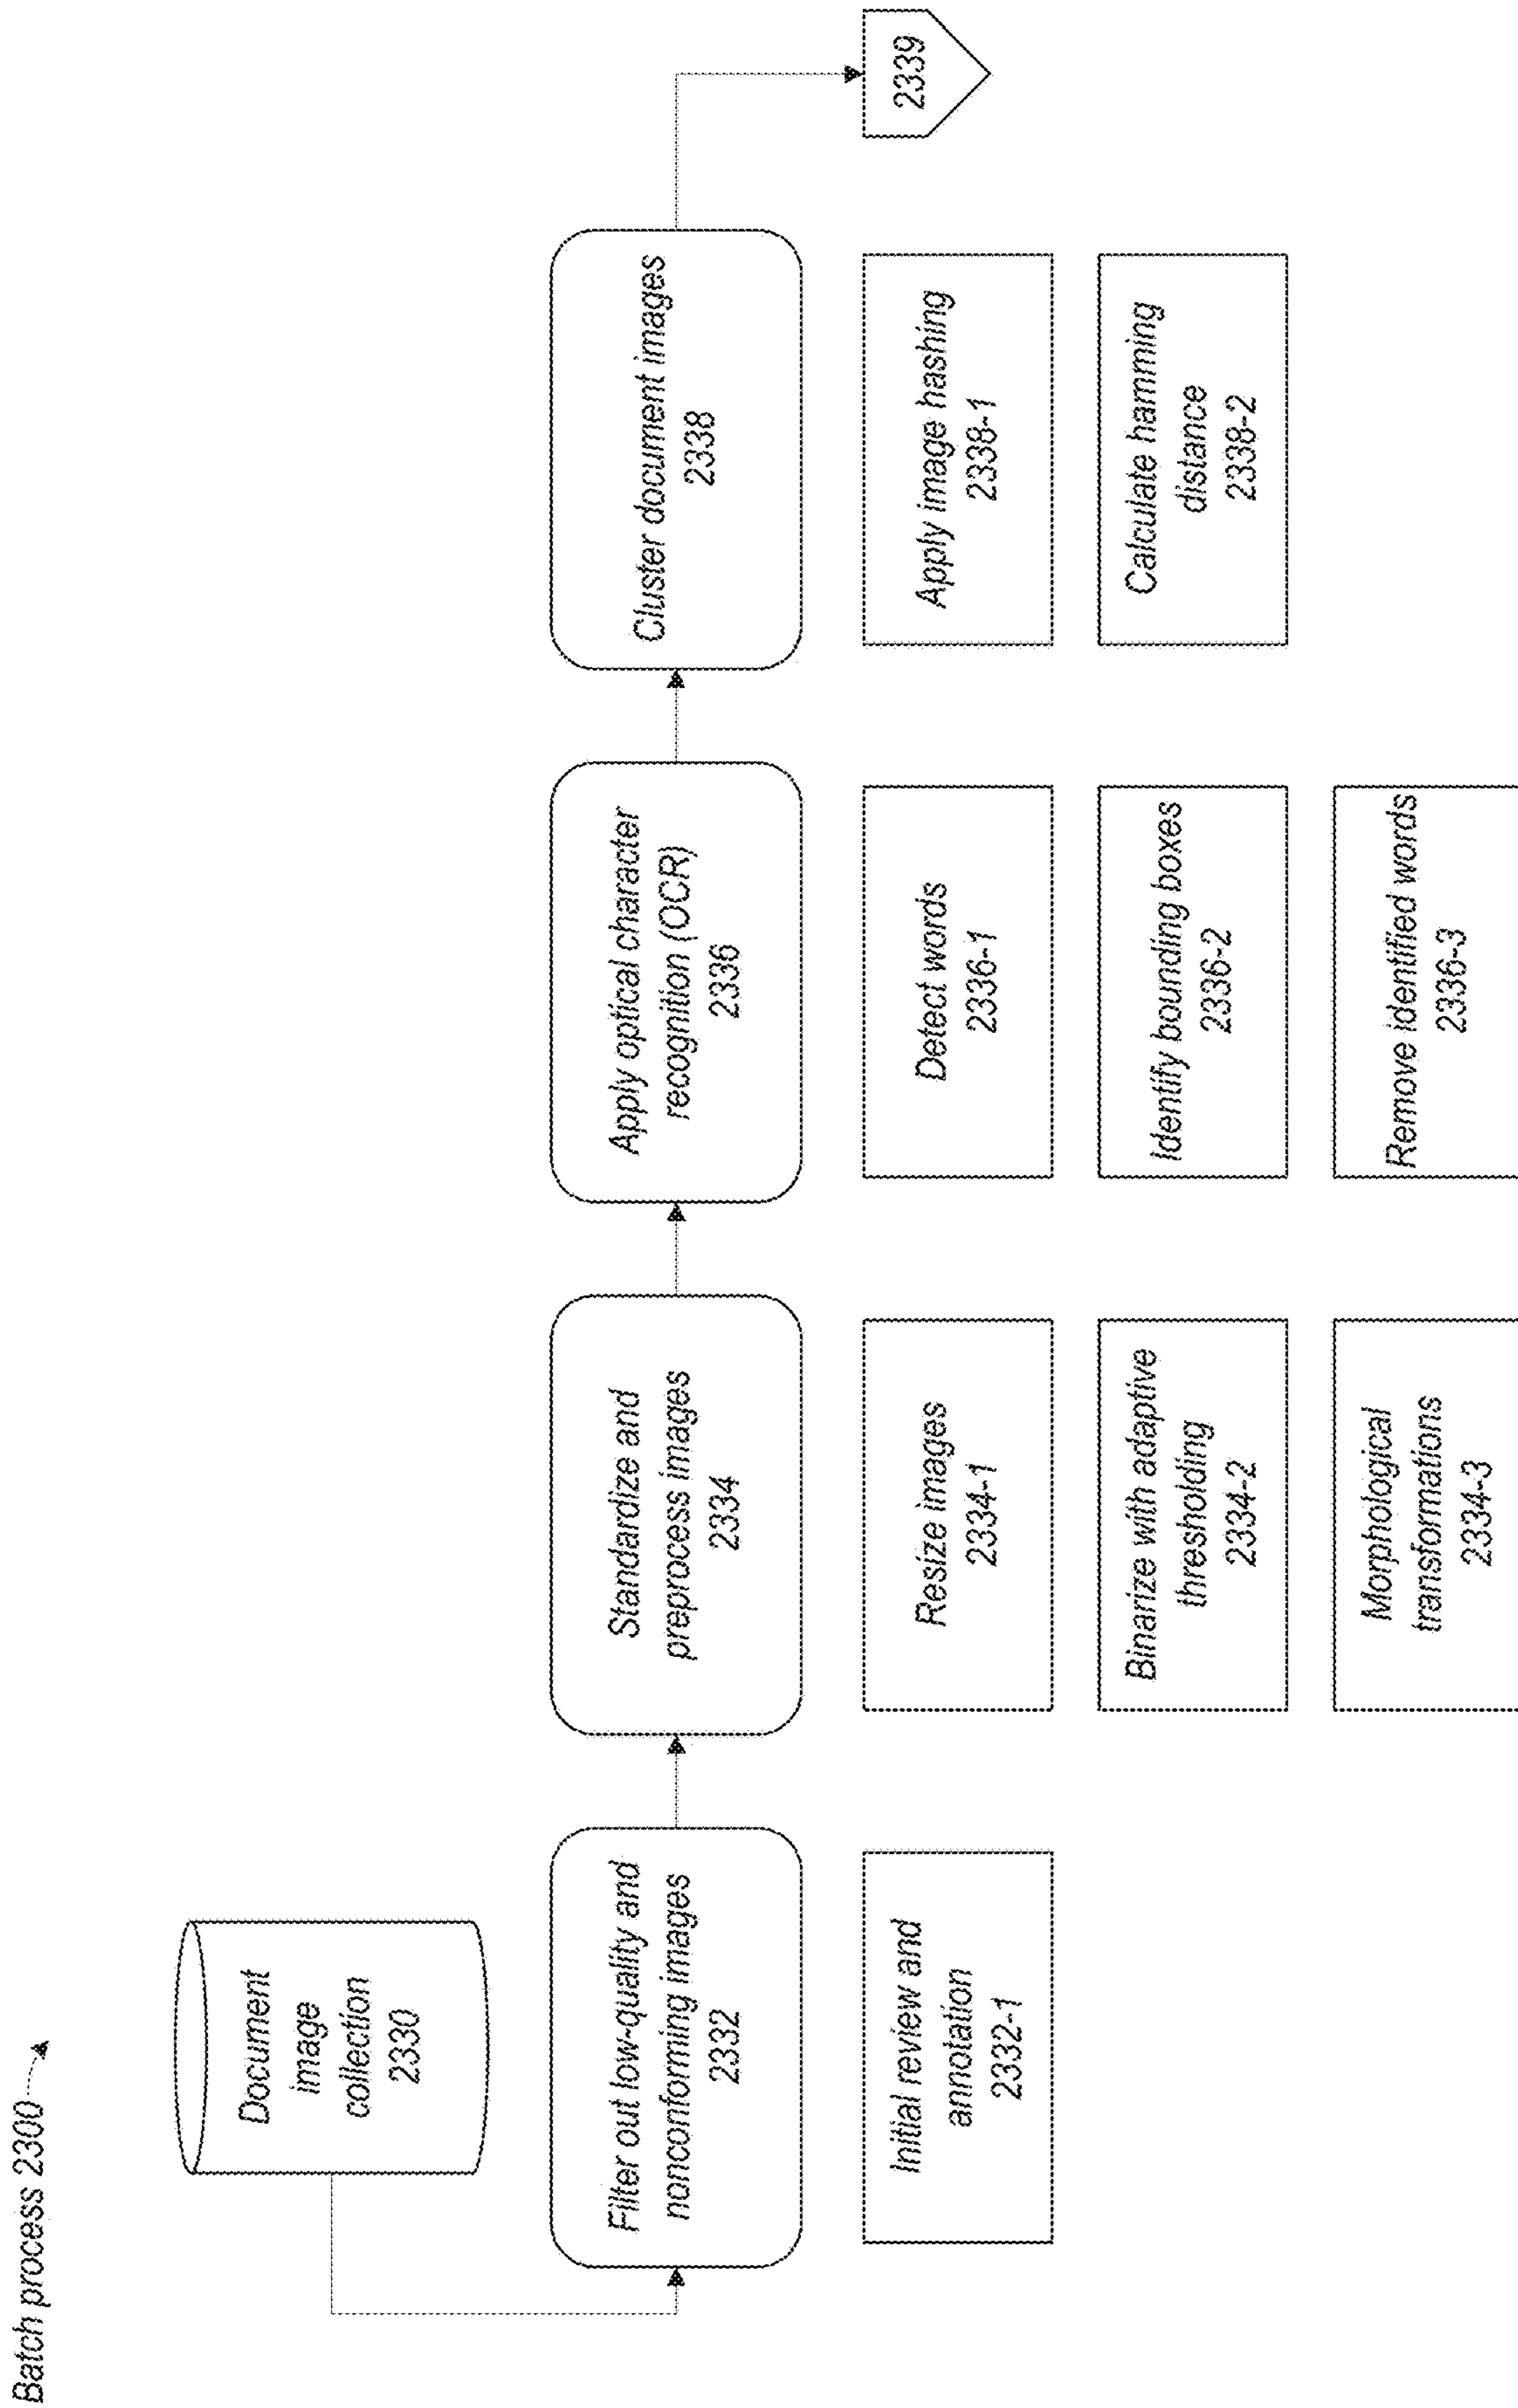 Batch process 2300
Document
image
collection
2330
Filter out low-quality and
nonconforming images
2332
Initial review and
annotation
2332-1
Standardize and
preprocess images
2334
Resize images
2334-1
Binarize with adaptive
thresholding
2334-2
Morphological
transformations
2334-3
Apply optical character
recognition (OCR)
2336
Detect words
2336-1
Identify bounding boxes
2336-2
Remove identified words
2336-3
Cluster document images
2338
Apply image hashing
2338-1
Calculate hamming
distance
2338-2
2339